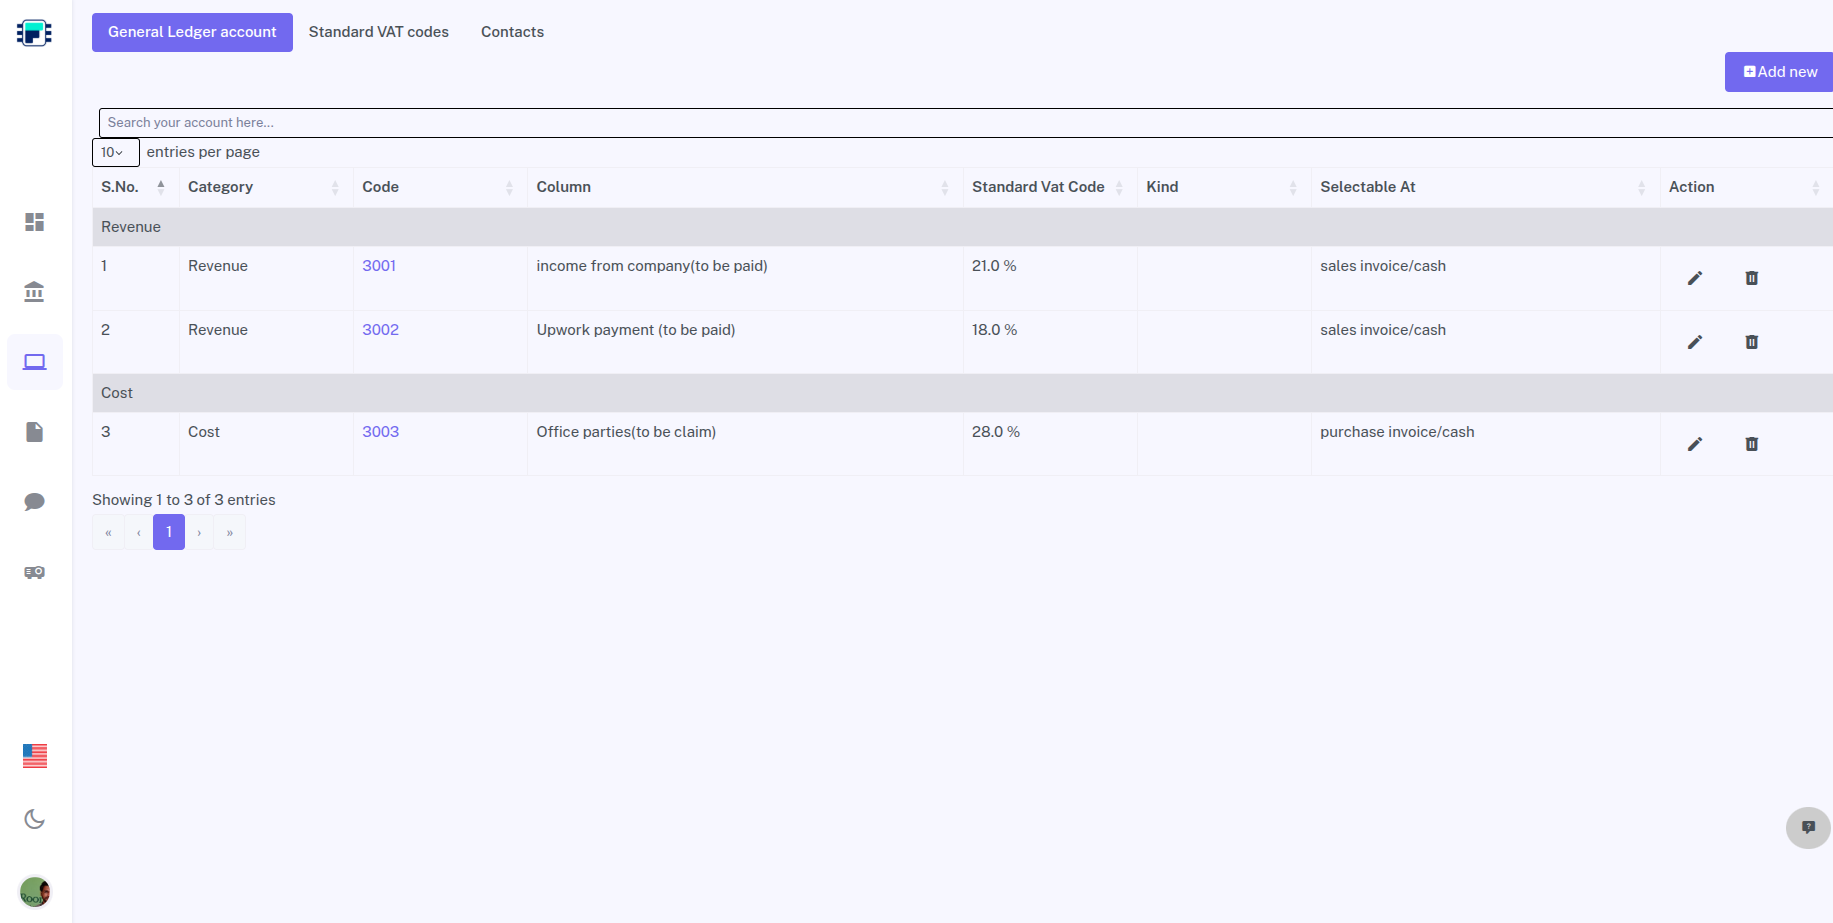 General Ledger account Standard VAT codes Contacts
Add new
Search your account here...
10 entries per page
S.No. Category Code Column Standard Vat Code Kind Selectable At Action
Revenue
1 Revenue 3001 income from company(to be paid) 21.0 % sales invoice/cash
2 Revenue 3002 Upwork payment (to be paid) 18.0 % sales invoice/cash
Cost
3 Cost 3003 Office parties(to be claim) 28.0 % purchase invoice/cash
Showing 1 to 3 of 3 entries
« ‹ 1 › »